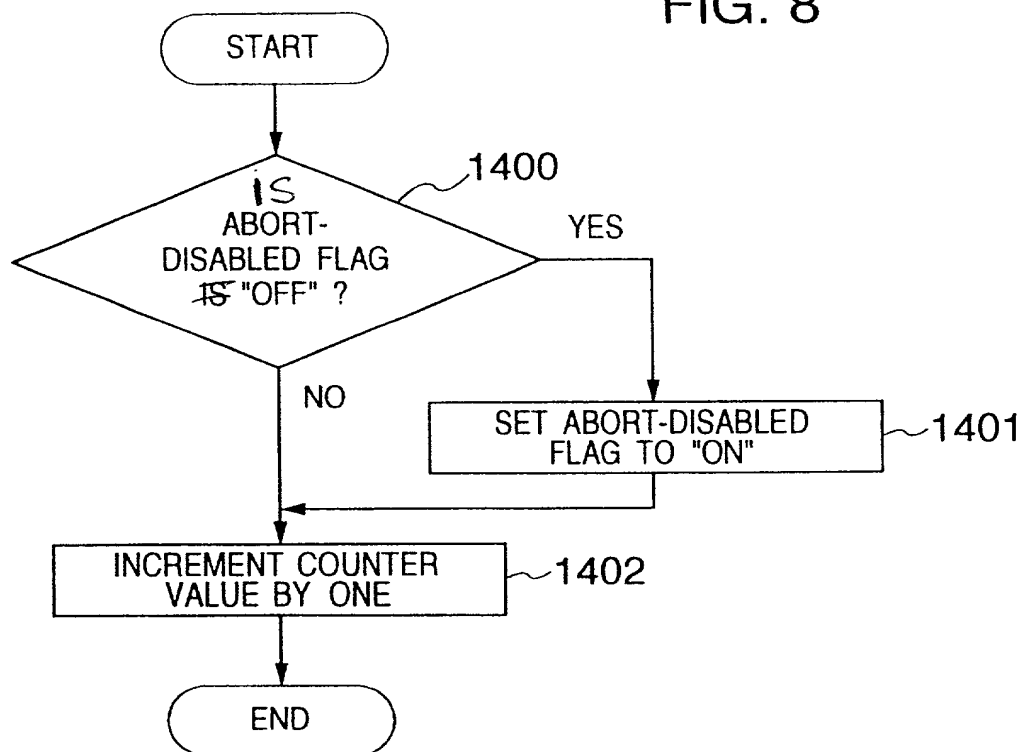 FIG. 8
START
1400
is
ABORT-
DISABLED FLAG
IS "OFF" ?
YES
NO
SET ABORT-DISABLED
FLAG TO "ON"
1401
INCREMENT COUNTER
VALUE BY ONE
1402
END